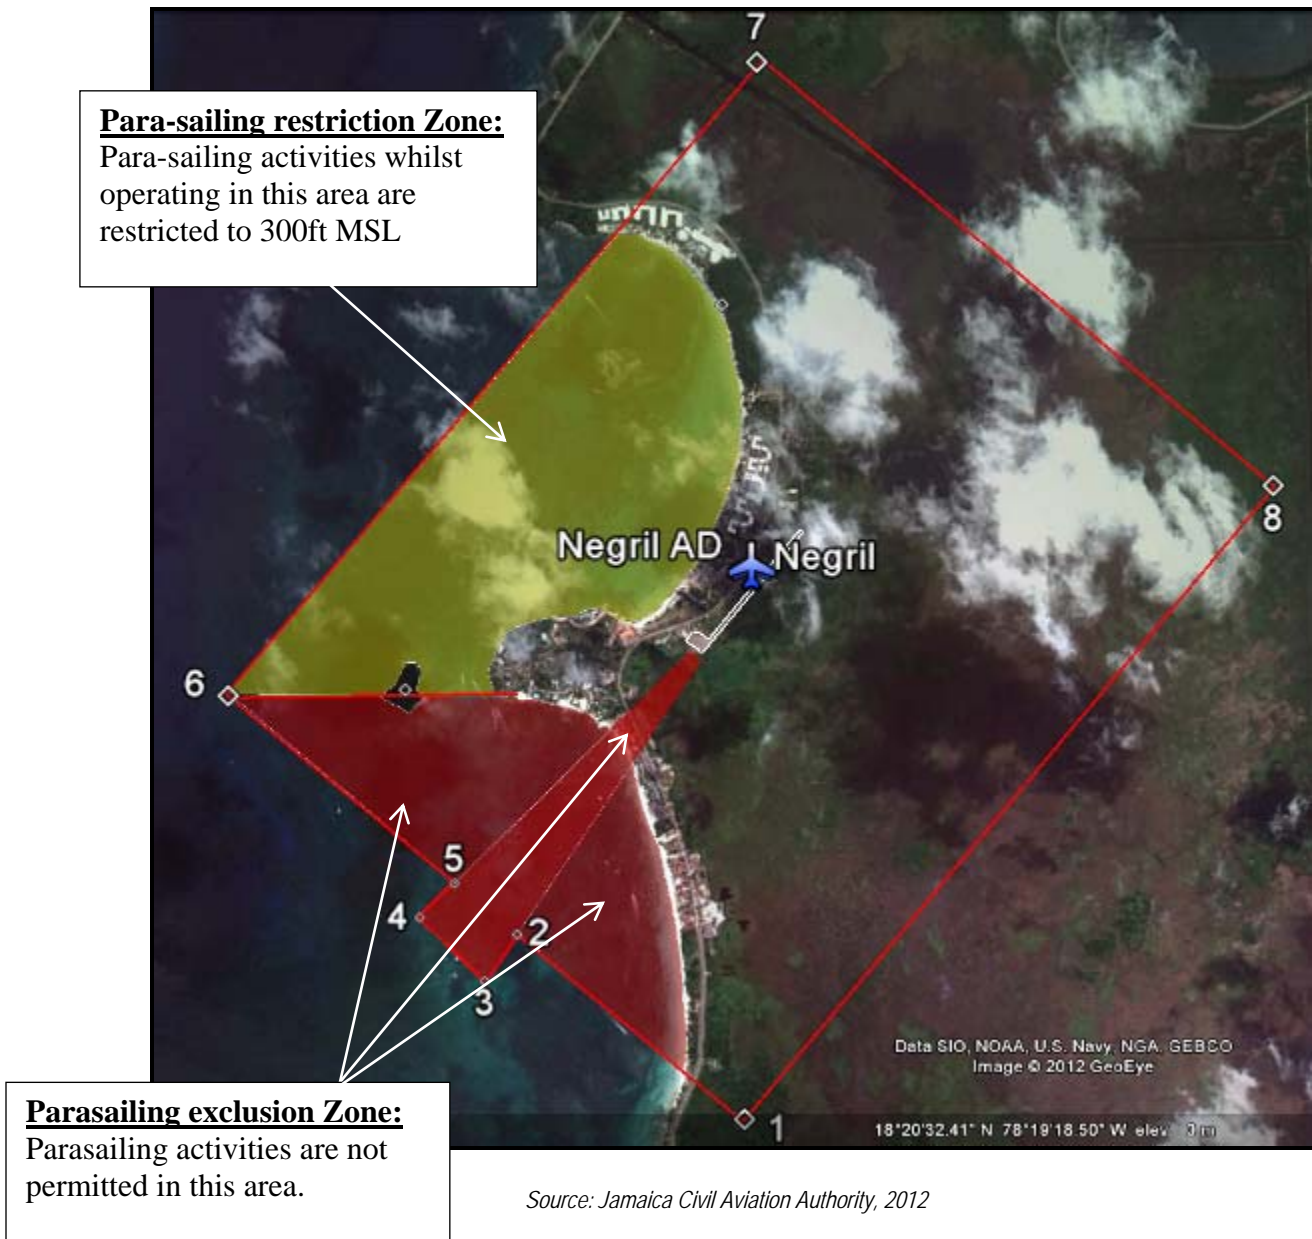 7
Para-sailing restriction Zone:
Para-sailing activities whilst
operating in this area are
restricted to 300ft MSL
8
Negril AD
Negril
6
5
4
2
3
Data SIO, NOAA, U.S. Navy, NGA, GEBCO
Image © 2012 GeoEye
1
18°20'32.41" N 78°19'18.50" W elev 3 m
Parasailing exclusion Zone:
Parasailing activities are not
permitted in this area.
Source: Jamaica Civil Aviation Authority, 2012